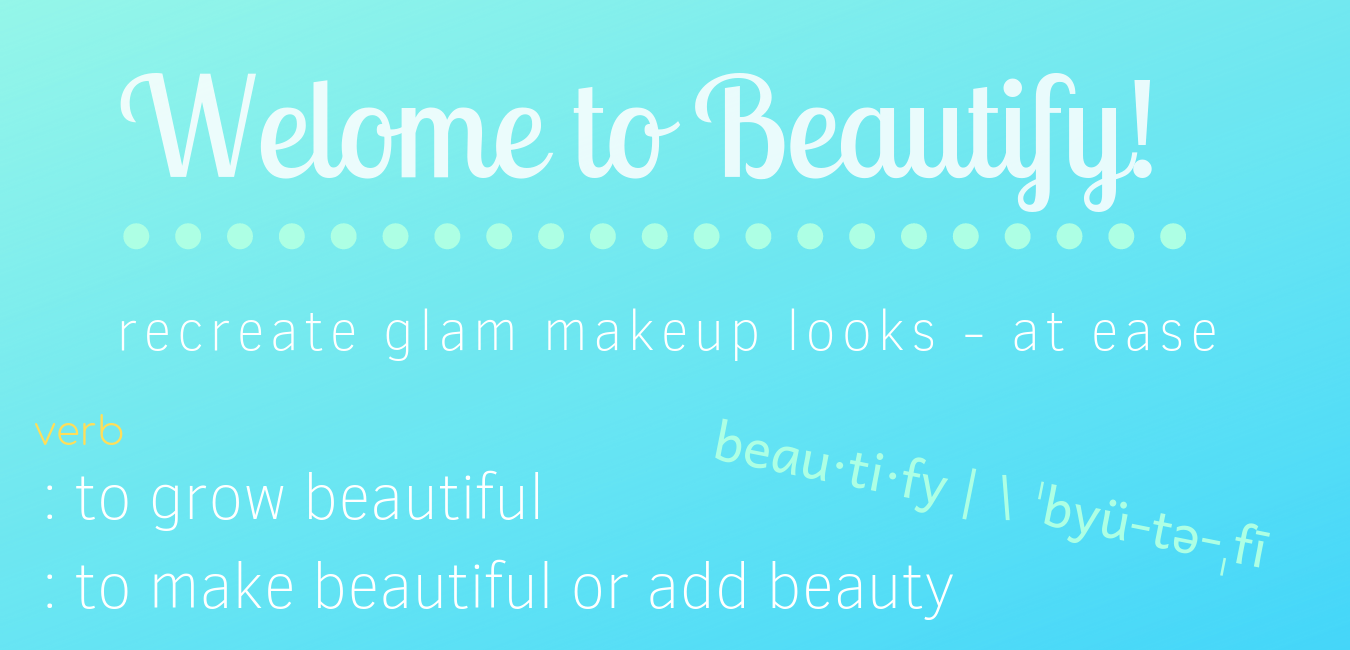 Welome to Beautify!
recreate glam makeup looks - at ease
verb
beau·ti·fy | \ ˈbyü-tə-ˌfī
: to grow beautiful
: to make beautiful or add beauty